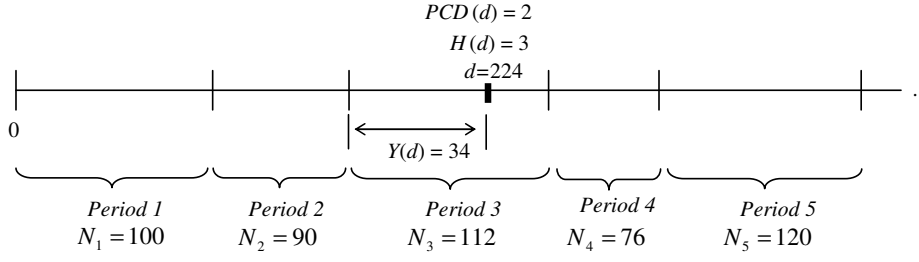 PCD(d) = 2
H(d) = 3
d=224
0
Y(d) = 34
Period 1 Period 2 Period 3 Period 4 Period 5
N₁ = 100 N₂ = 90 N₃ = 112 N₄ = 76 N₅ = 120